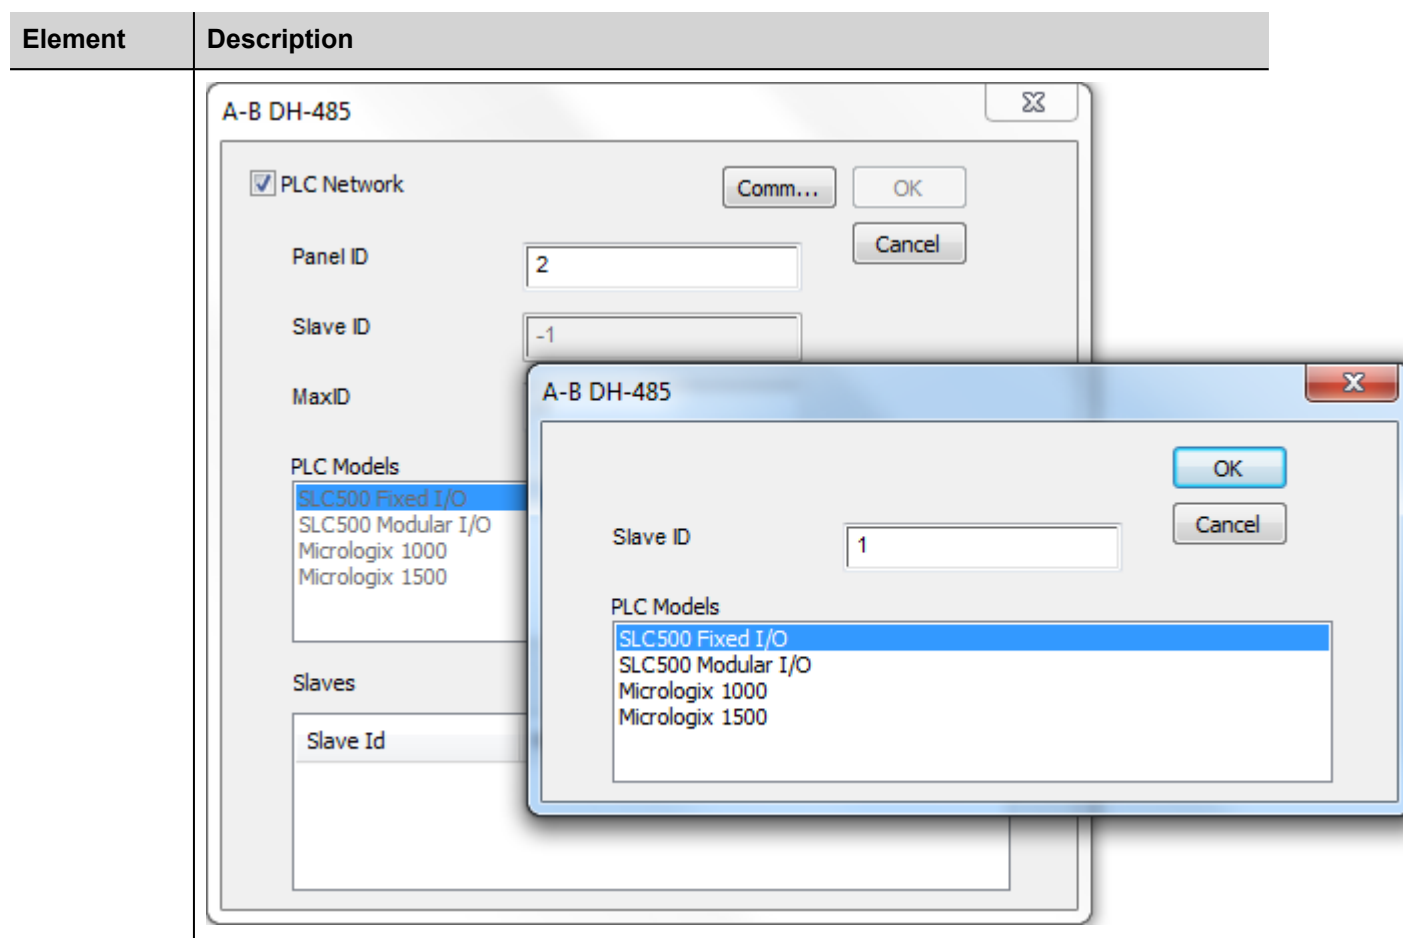 Element Description
A-B DH-485
PLC Network Comm... OK
Cancel
Panel ID 2
Slave ID -1
MaxID
PLC Models
SLC500 Fixed I/O
SLC500 Modular I/O
Micrologix 1000
Micrologix 1500
Slaves
Slave Id
A-B DH-485
OK
Cancel
Slave ID 1
PLC Models
SLC500 Fixed I/O
SLC500 Modular I/O
Micrologix 1000
Micrologix 1500